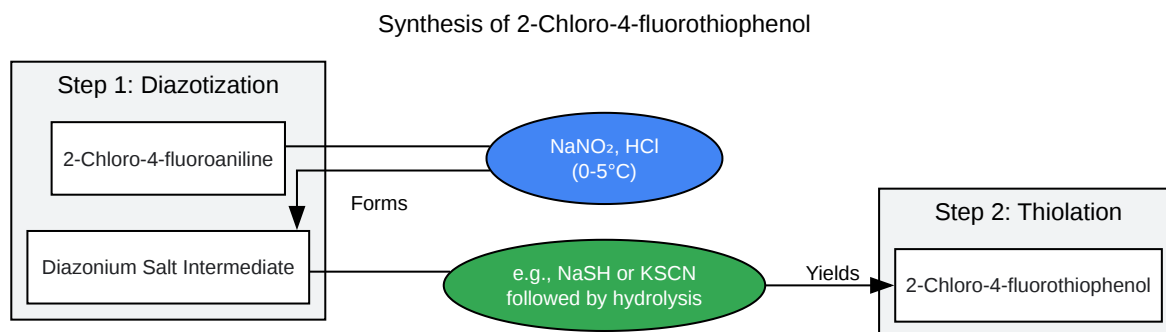 Synthesis of 2-Chloro-4-fluorothiophenol
Step 1: Diazotization
2-Chloro-4-fluoroaniline
NaNO₂, HCl
(0-5°C)
Forms
Diazonium Salt Intermediate
e.g., NaSH or KSCN
followed by hydrolysis
Yields
Step 2: Thiolation
2-Chloro-4-fluorothiophenol